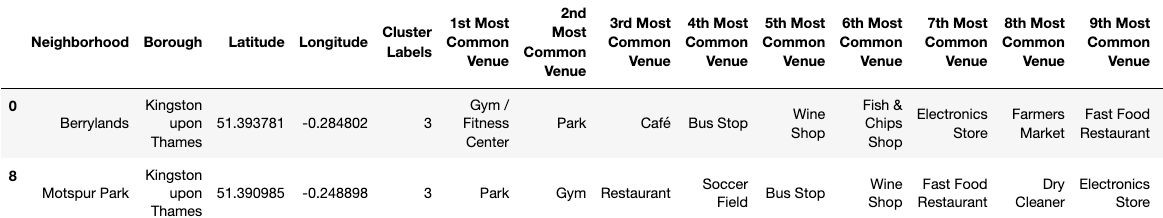 Neighborhood Borough Latitude Longitude Cluster Labels 1st Most Common Venue 2nd Most Common Venue 3rd Most Common Venue 4th Most Common Venue 5th Most Common Venue 6th Most Common Venue 7th Most Common Venue 8th Most Common Venue 9th Most Common Venue
0 Berrylands Kingston upon Thames 51.393781 -0.284802 3 Gym / Fitness Center Park Café Bus Stop Wine Shop Fish & Chips Shop Electronics Store Farmers Market Fast Food Restaurant
8 Motspur Park Kingston upon Thames 51.390985 -0.248898 3 Park Gym Restaurant Soccer Field Bus Stop Wine Shop Fast Food Restaurant Dry Cleaner Electronics Store